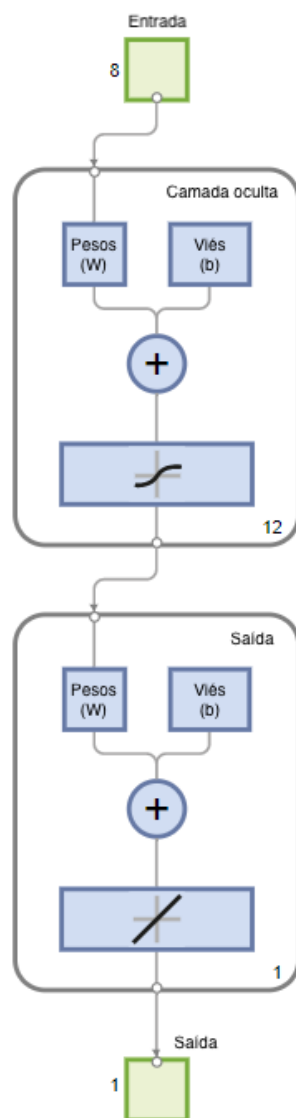 Entrada
8
Camada oculta
Pesos
(W)
Viés
(b)
+
12
Saída
Pesos
(W)
Viés
(b)
+
1
Saída
1